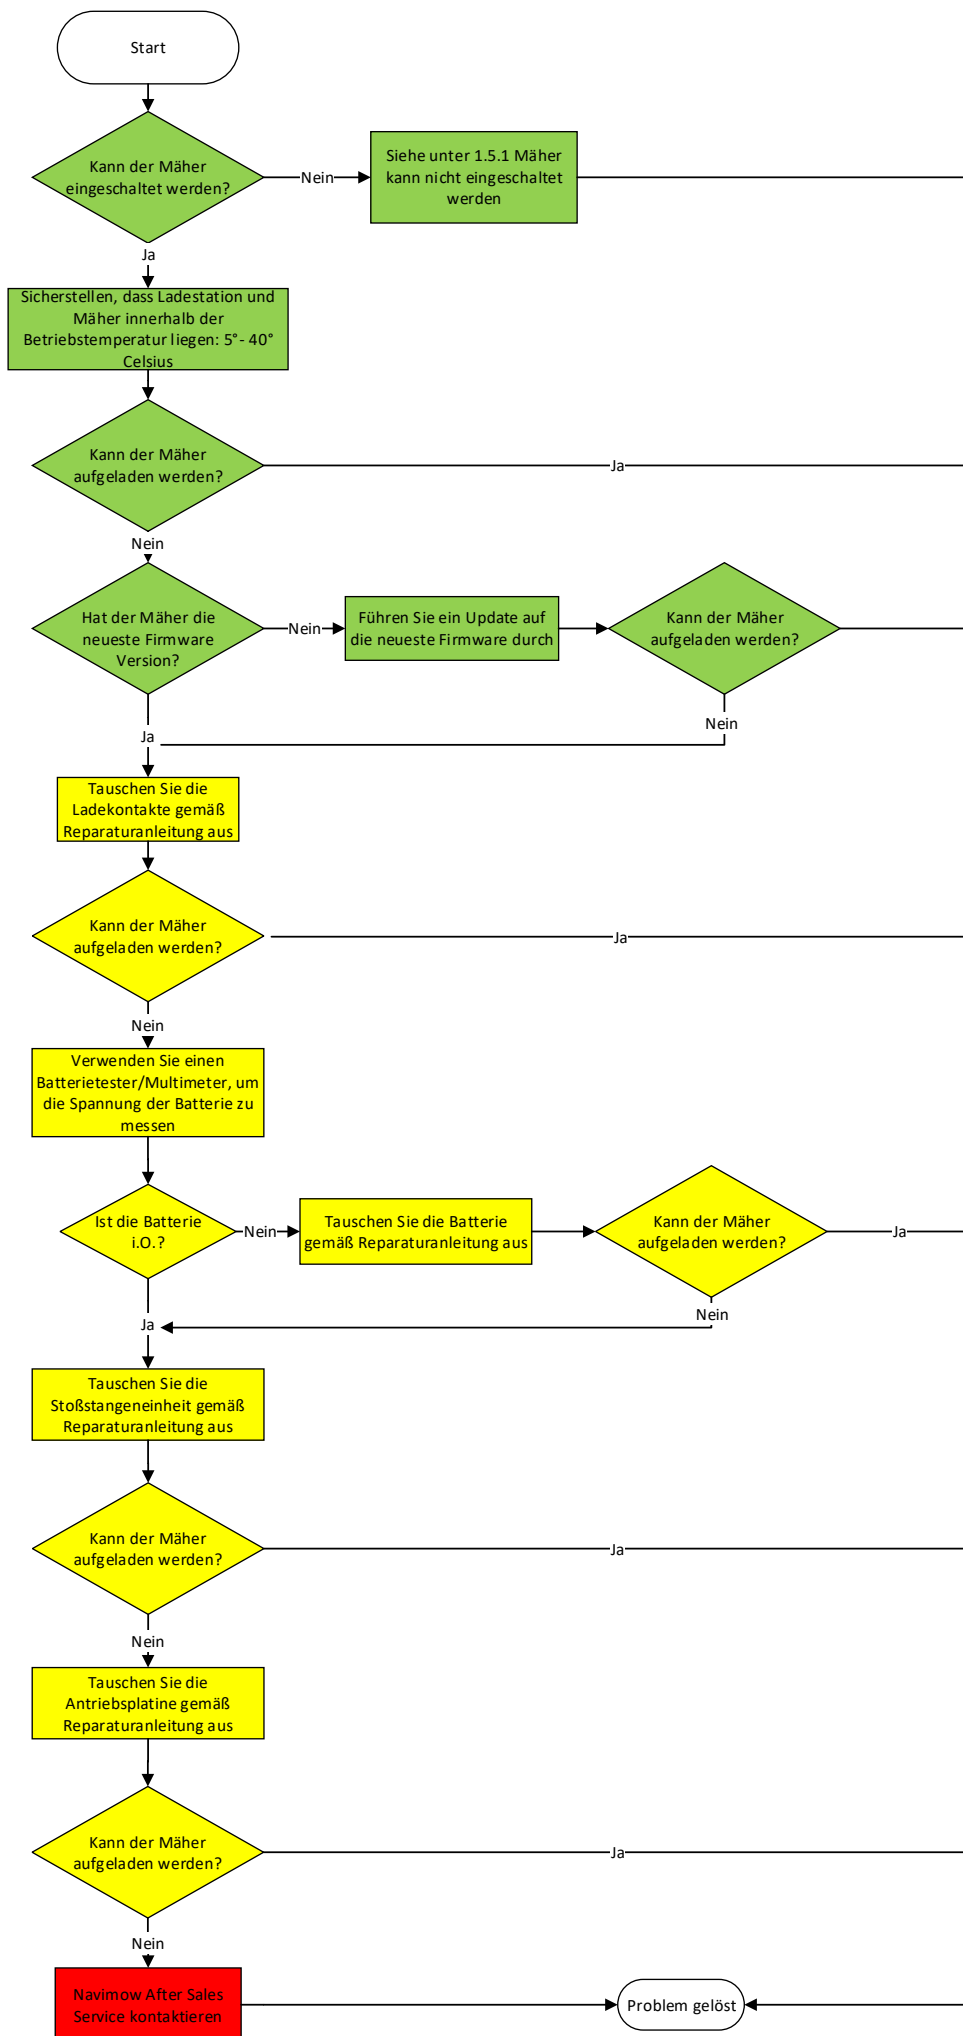 Start
Kann der Mäher
eingeschaltet werden?
Nein
Siehe unter 1.5.1 Mäher
kann nicht eingeschaltet
werden
Ja
Sicherstellen, dass Ladestation und
Mäher innerhalb der
Betriebstemperatur liegen: 5°- 40°
Celsius
Kann der Mäher
aufgeladen werden?
Ja
Nein
Hat der Mäher die
neueste Firmware
Version?
Nein
Führen Sie ein Update auf
die neueste Firmware durch
Kann der Mäher
aufgeladen werden?
Nein
Ja
Tauschen Sie die
Ladekontakte gemäß
Reparaturanleitung aus
Kann der Mäher
aufgeladen werden?
Ja
Nein
Verwenden Sie einen
Batterietester/Multimeter, um
die Spannung der Batterie zu
messen
Ist die Batterie
i.O.?
Nein
Tauschen Sie die Batterie
gemäß Reparaturanleitung aus
Kann der Mäher
aufgeladen werden?
Ja
Nein
Ja
Tauschen Sie die
Stoßstangeneinheit gemäß
Reparaturanleitung aus
Kann der Mäher
aufgeladen werden?
Ja
Nein
Tauschen Sie die
Antriebsplatine gemäß
Reparaturanleitung aus
Kann der Mäher
aufgeladen werden?
Ja
Nein
Navimow After Sales
Service kontaktieren
Problem gelöst